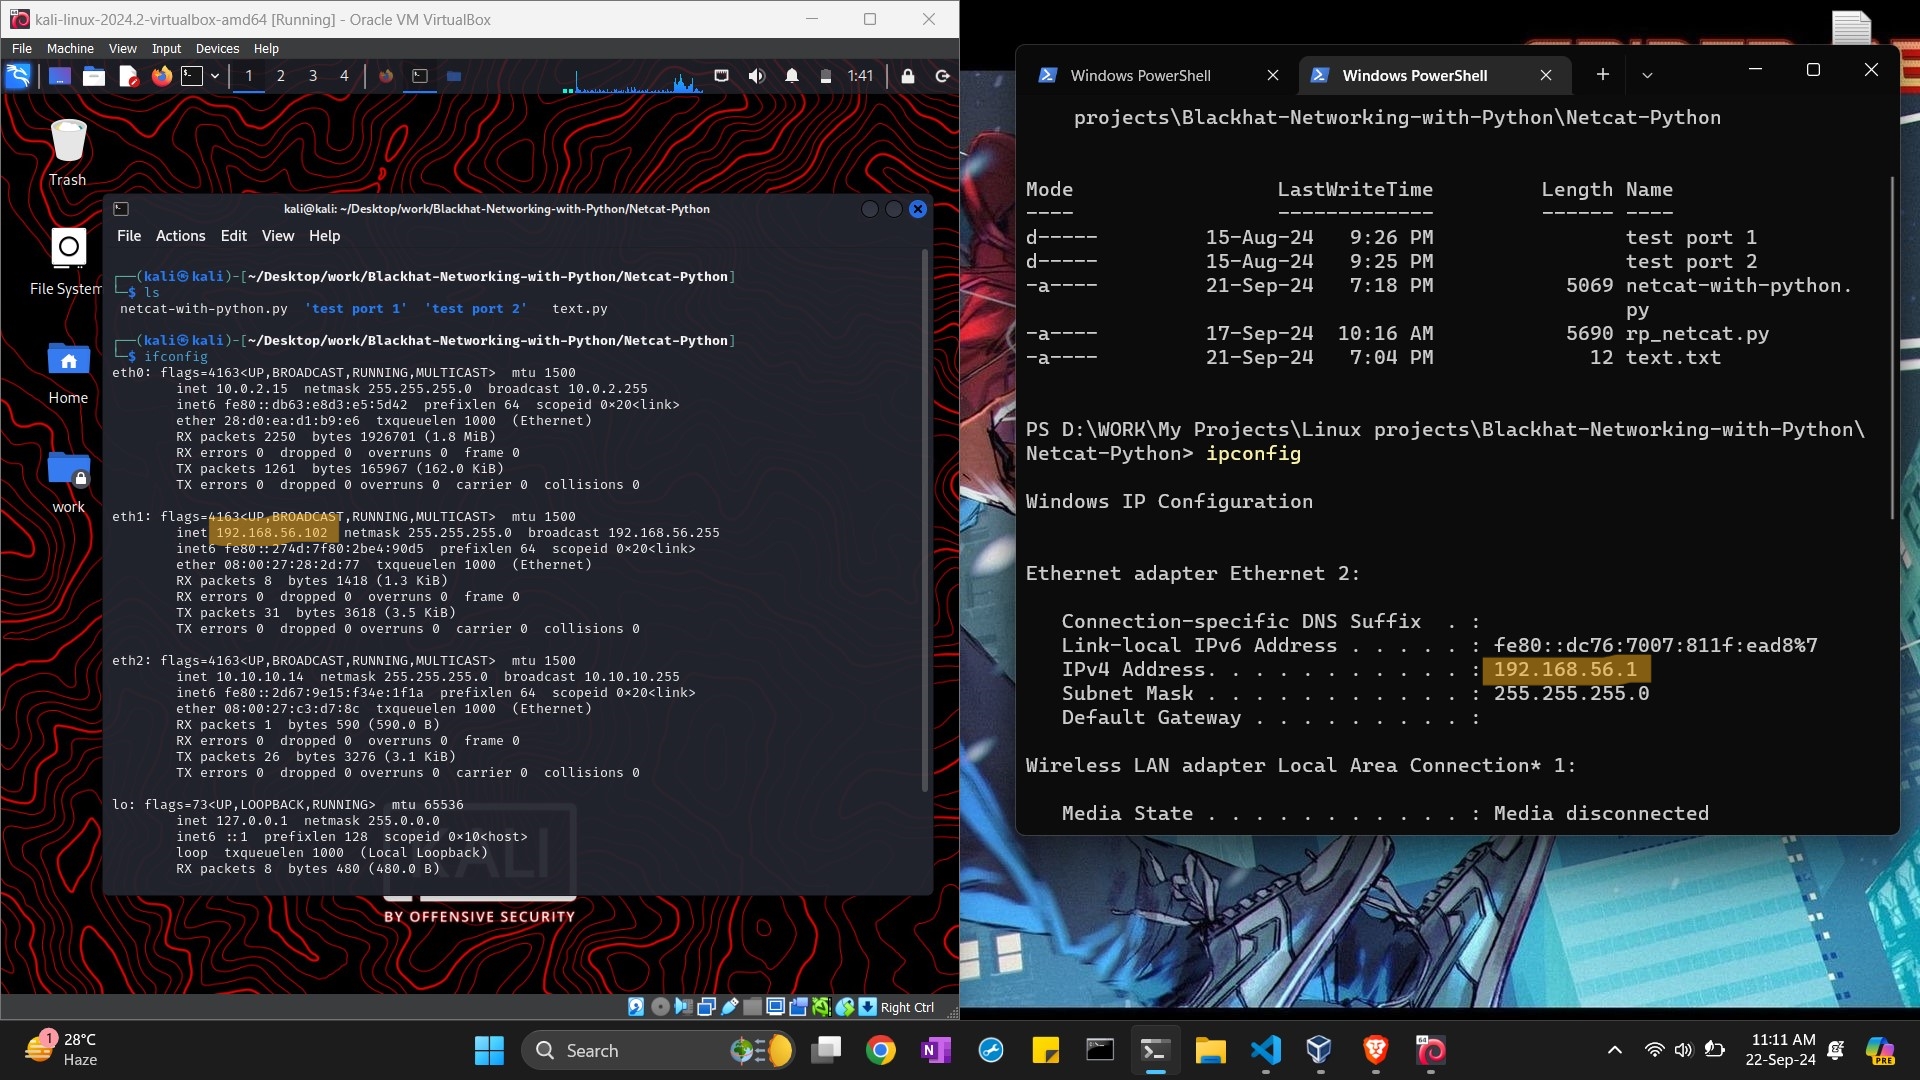 kali-linux-2024.2-virtualbox-amd64 [Running] - Oracle VM VirtualBox
File Machine View Input Devices Help
1 2 3 4 1:41
Trash
File System
Home
work
kali@kali: ~/Desktop/work/Blackhat-Networking-with-Python/Netcat-Python
File Actions Edit View Help
┌──(kali㉿kali)-[~/Desktop/work/Blackhat-Networking-with-Python/Netcat-Python]
└─$ ls
netcat-with-python.py 'test port 1' 'test port 2' text.py
┌──(kali㉿kali)-[~/Desktop/work/Blackhat-Networking-with-Python/Netcat-Python]
└─$ ifconfig
eth0: flags=4163<UP,BROADCAST,RUNNING,MULTICAST> mtu 1500
inet 10.0.2.15 netmask 255.255.255.0 broadcast 10.0.2.255
inet6 fe80::db63:e8d3:e5:5d42 prefixlen 64 scopeid 0×20<link>
ether 28:d0:ea:d1:b9:e6 txqueuelen 1000 (Ethernet)
RX packets 2250 bytes 1926701 (1.8 MiB)
RX errors 0 dropped 0 overruns 0 frame 0
TX packets 1261 bytes 165967 (162.0 KiB)
TX errors 0 dropped 0 overruns 0 carrier 0 collisions 0
eth1: flags=4163<UP,BROADCAST,RUNNING,MULTICAST> mtu 1500
inet 192.168.56.102 netmask 255.255.255.0 broadcast 192.168.56.255
inet6 fe80::274d:7f80:2be4:90d5 prefixlen 64 scopeid 0×20<link>
ether 08:00:27:28:2d:77 txqueuelen 1000 (Ethernet)
RX packets 8 bytes 1418 (1.3 KiB)
RX errors 0 dropped 0 overruns 0 frame 0
TX packets 31 bytes 3618 (3.5 KiB)
TX errors 0 dropped 0 overruns 0 carrier 0 collisions 0
eth2: flags=4163<UP,BROADCAST,RUNNING,MULTICAST> mtu 1500
inet 10.10.10.14 netmask 255.255.255.0 broadcast 10.10.10.255
inet6 fe80::2d67:9e15:f34e:1f1a prefixlen 64 scopeid 0×20<link>
ether 08:00:27:c3:d7:8c txqueuelen 1000 (Ethernet)
RX packets 1 bytes 590 (590.0 B)
RX errors 0 dropped 0 overruns 0 frame 0
TX packets 26 bytes 3276 (3.1 KiB)
TX errors 0 dropped 0 overruns 0 carrier 0 collisions 0
lo: flags=73<UP,LOOPBACK,RUNNING> mtu 65536
inet 127.0.0.1 netmask 255.0.0.0
inet6 ::1 prefixlen 128 scopeid 0×10<host>
loop txqueuelen 1000 (Local Loopback)
RX packets 8 bytes 480 (480.0 B)
KALI
BY OFFENSIVE SECURITY
Right Ctrl
Windows PowerShell
Windows PowerShell
projects\Blackhat-Networking-with-Python\Netcat-Python
Mode LastWriteTime Length Name
---- ------------- ------ ----
d----- 15-Aug-24 9:26 PM test port 1
d----- 15-Aug-24 9:25 PM test port 2
-a---- 21-Sep-24 7:18 PM 5069 netcat-with-python.
py
-a---- 17-Sep-24 10:16 AM 5690 rp_netcat.py
-a---- 21-Sep-24 7:04 PM 12 text.txt
PS D:\WORK\My Projects\Linux projects\Blackhat-Networking-with-Python\
Netcat-Python> ipconfig
Windows IP Configuration
Ethernet adapter Ethernet 2:
Connection-specific DNS Suffix . :
Link-local IPv6 Address . . . . . : fe80::dc76:7007:811f:ead8%7
IPv4 Address. . . . . . . . . . . : 192.168.56.1
Subnet Mask . . . . . . . . . . . : 255.255.255.0
Default Gateway . . . . . . . . . :
Wireless LAN adapter Local Area Connection* 1:
Media State . . . . . . . . . . . : Media disconnected
1
28°C
Haze
Search
64
11:11 AM
22-Sep-24
PRE